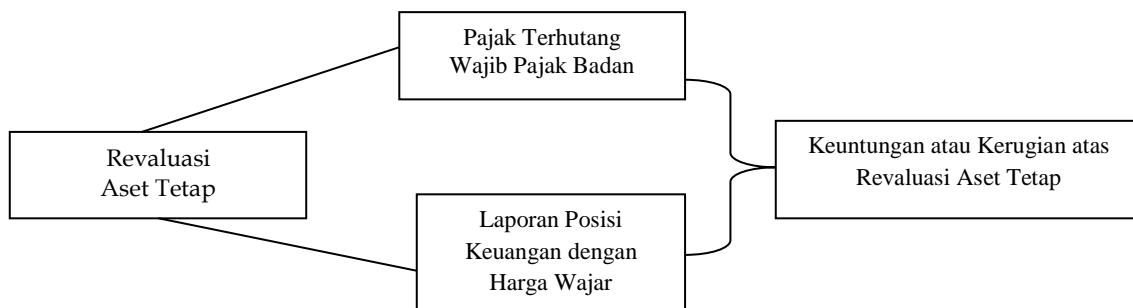 Pajak Terhutang
Wajib Pajak Badan
Revaluasi
Aset Tetap
Keuntungan atau Kerugian atas
Revaluasi Aset Tetap
Laporan Posisi
Keuangan dengan
Harga Wajar